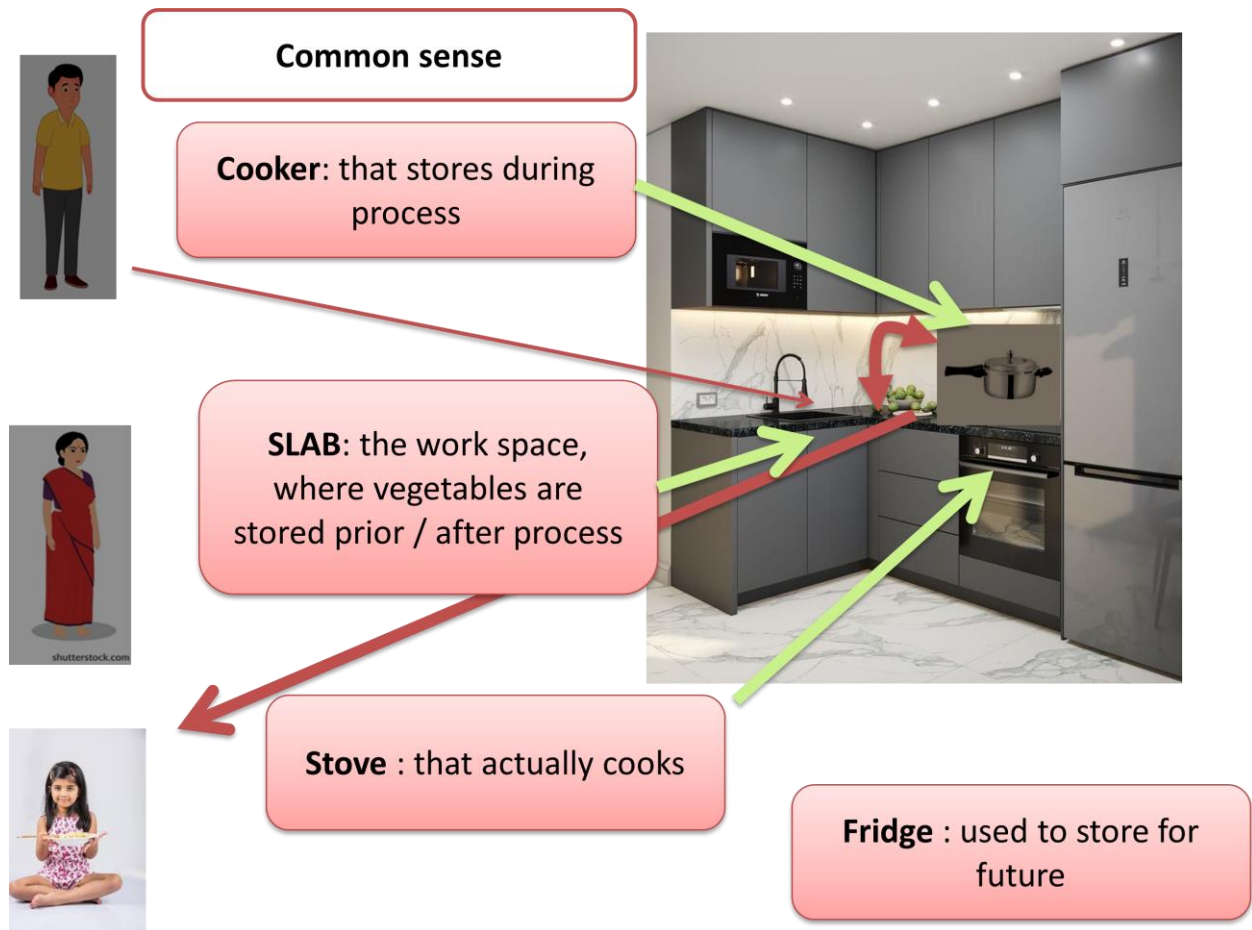 Common sense
Cooker: that stores during
process
SLAB: the work space,
where vegetables are
stored prior / after process
shutterstock.com
Stove : that actually cooks
Fridge : used to store for
future